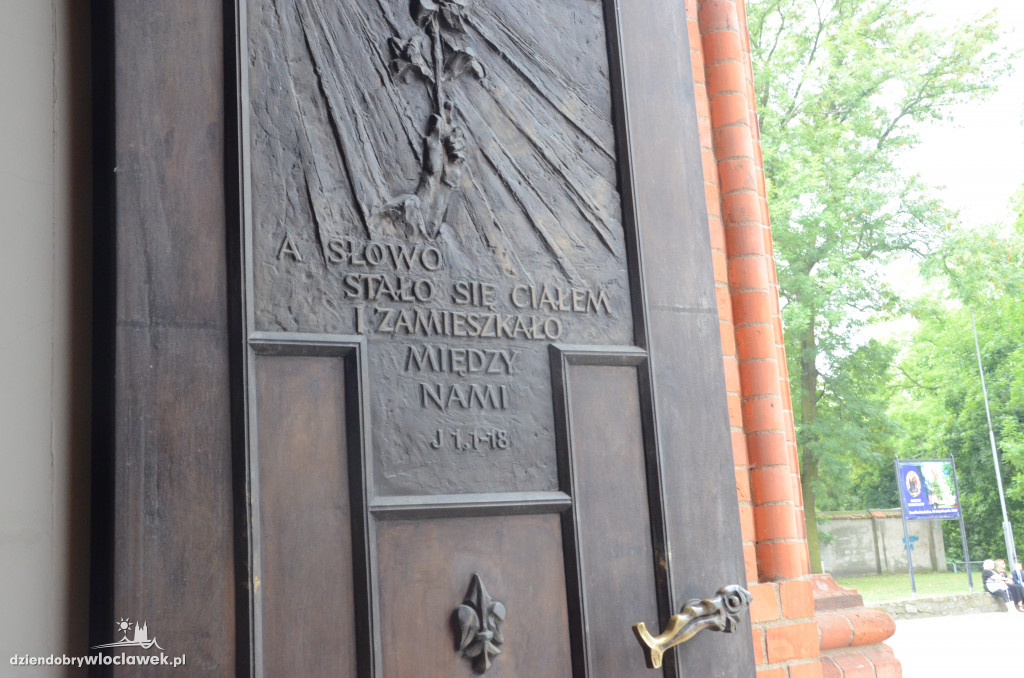 A SŁOWO
STAŁO SIĘ CIAŁEM
I ZAMIESZKAŁO
MIĘDZY
NAMI
J 1,1-18
dziendobrywloclawek.pl